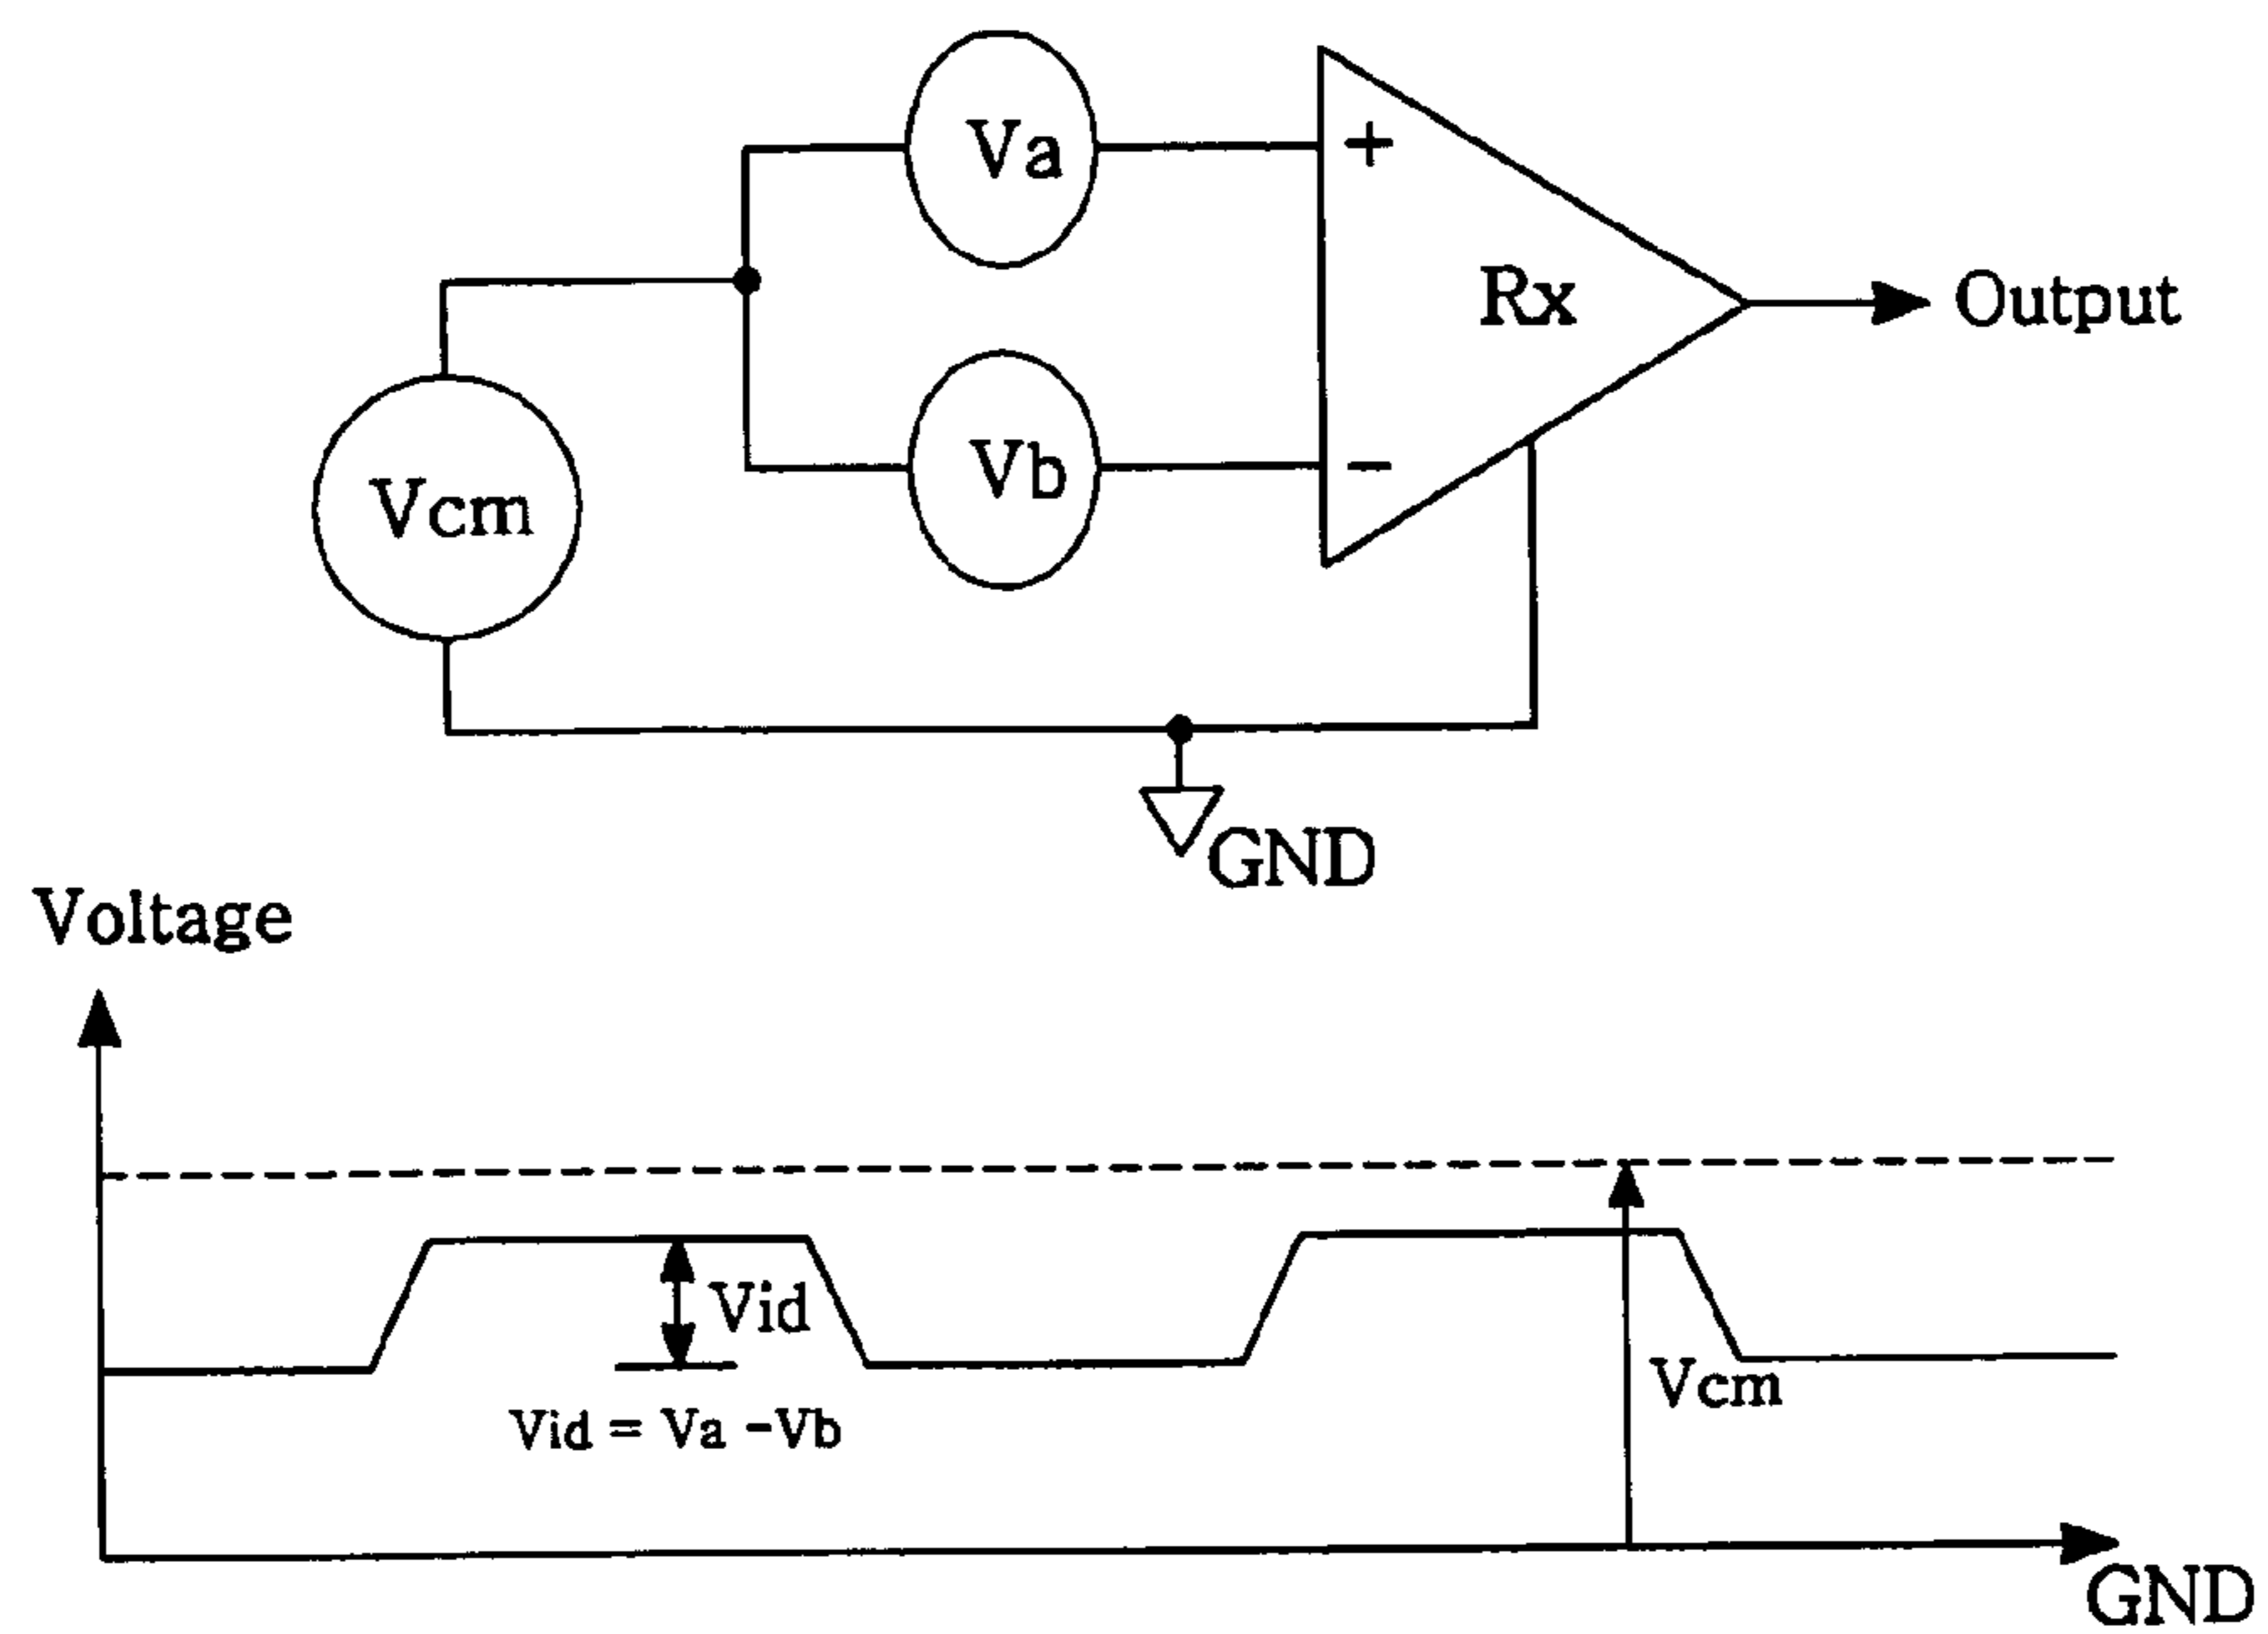 Va
+
Rx
Output
Vb
−
Vcm
GND
Voltage
Vid
Vcm
Vid = Va −Vb
GND